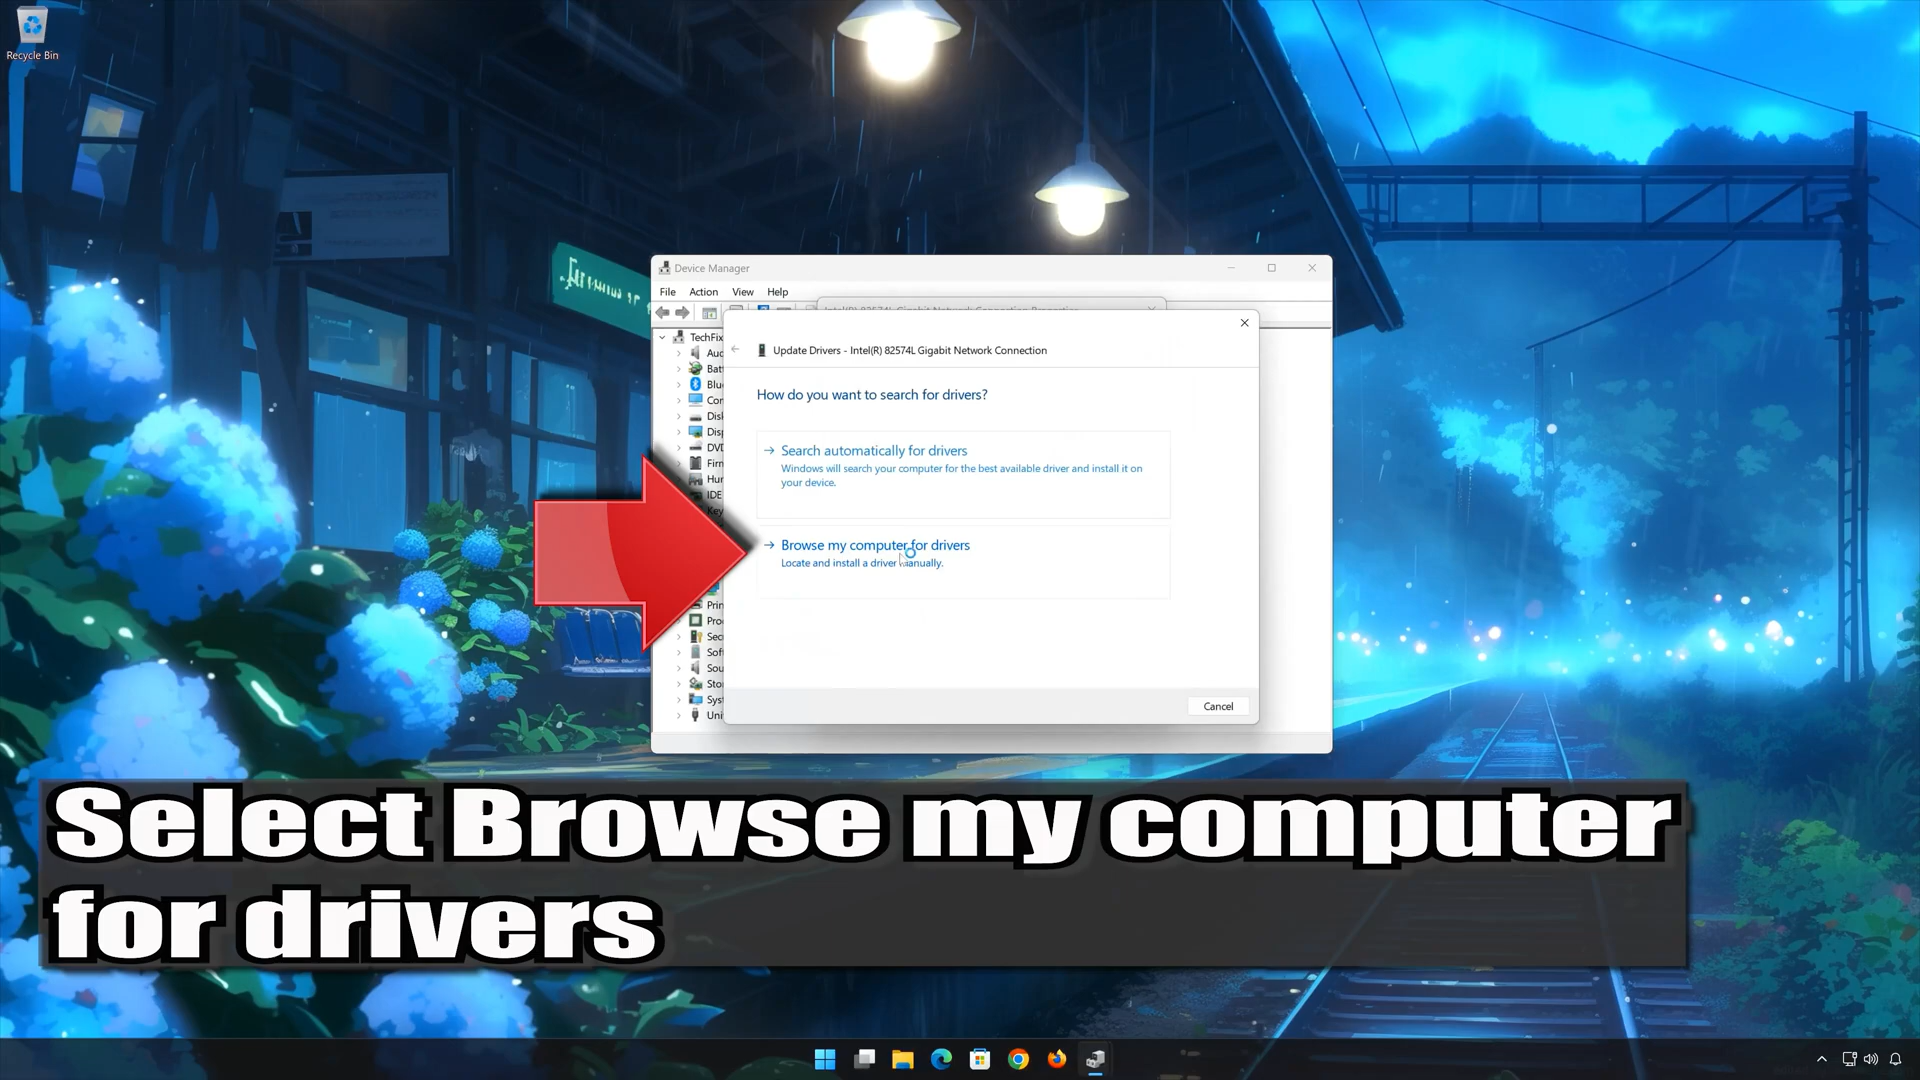 Recycle Bin
Device Manager
File Action View Help
TechFix
Update Drivers - Intel(R) 82574L Gigabit Network Connection
How do you want to search for drivers?
Search automatically for drivers
Windows will search your computer for the best available driver and install it on
your device.
Browse my computer for drivers
Locate and install a driver manually.
Cancel
Select Browse my computer
for drivers